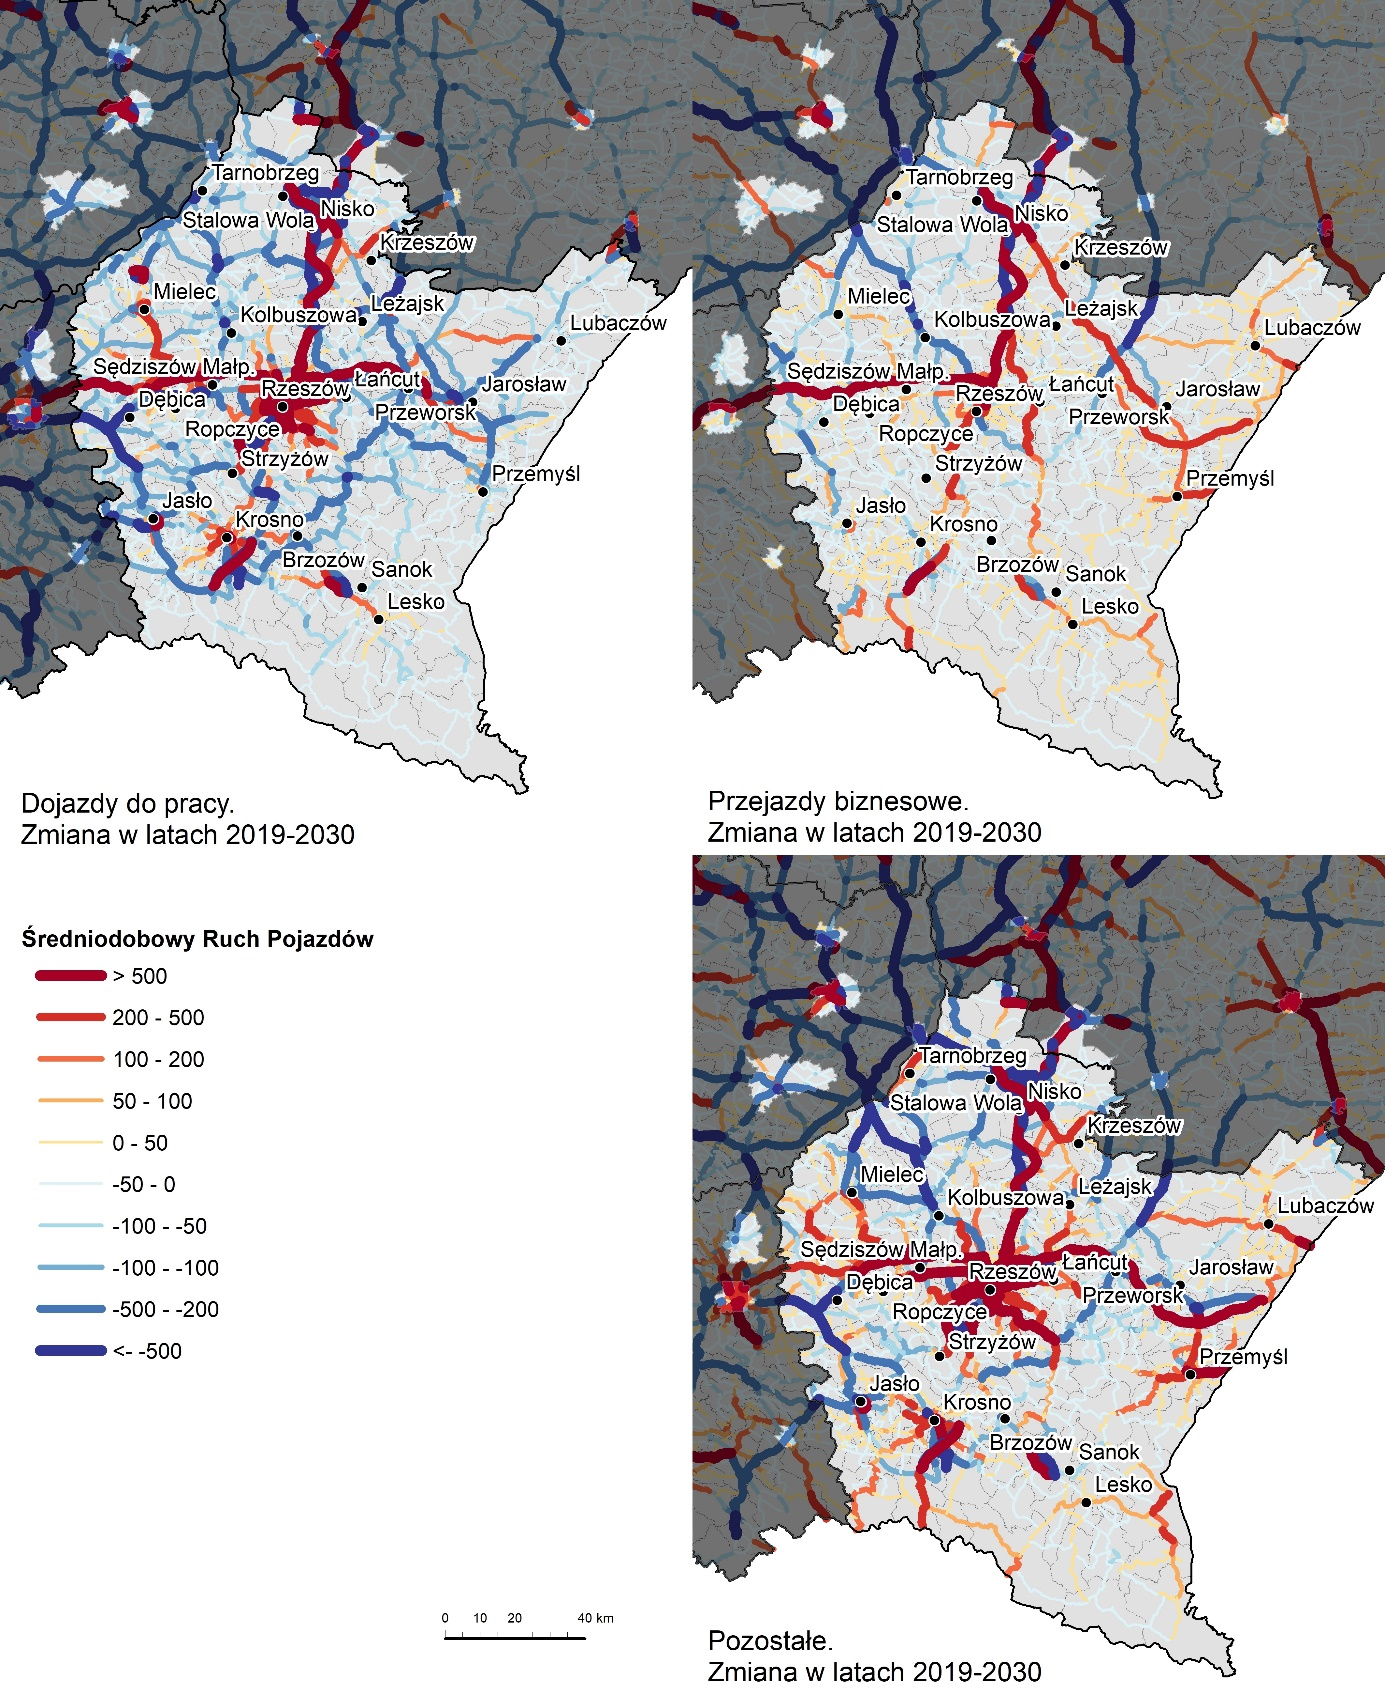 Tarnobrzeg
Stalowa Wola
Nisko
Krzeszów
Mielec
Kolbuszowa
Leżajsk
Lubaczów
Sędziszów Małp.
Rzeszów
Łańcut
Jarosław
Dębica
Ropczyce
Przeworsk
Strzyżów
Przemyśl
Jasło
Krosno
Brzozów
Sanok
Lesko
Dojazdy do pracy.
Zmiana w latach 2019-2030
Tarnobrzeg
Stalowa Wola
Nisko
Krzeszów
Mielec
Kolbuszowa
Leżajsk
Lubaczów
Sędziszów Małp.
Rzeszów
Łańcut
Jarosław
Dębica
Ropczyce
Przeworsk
Strzyżów
Przemyśl
Jasło
Krosno
Brzozów
Sanok
Lesko
Przejazdy biznesowe.
Zmiana w latach 2019-2030
Średniodobowy Ruch Pojazdów
> 500
200 - 500
100 - 200
50 - 100
0 - 50
-50 - 0
-100 - -50
-100 - -100
-500 - -200
<- -500
0 10 20 40 km
Tarnobrzeg
Stalowa Wola
Nisko
Krzeszów
Mielec
Kolbuszowa
Leżajsk
Lubaczów
Sędziszów Małp.
Rzeszów
Łańcut
Jarosław
Dębica
Ropczyce
Przeworsk
Strzyżów
Przemyśl
Jasło
Krosno
Brzozów
Sanok
Lesko
Pozostałe.
Zmiana w latach 2019-2030